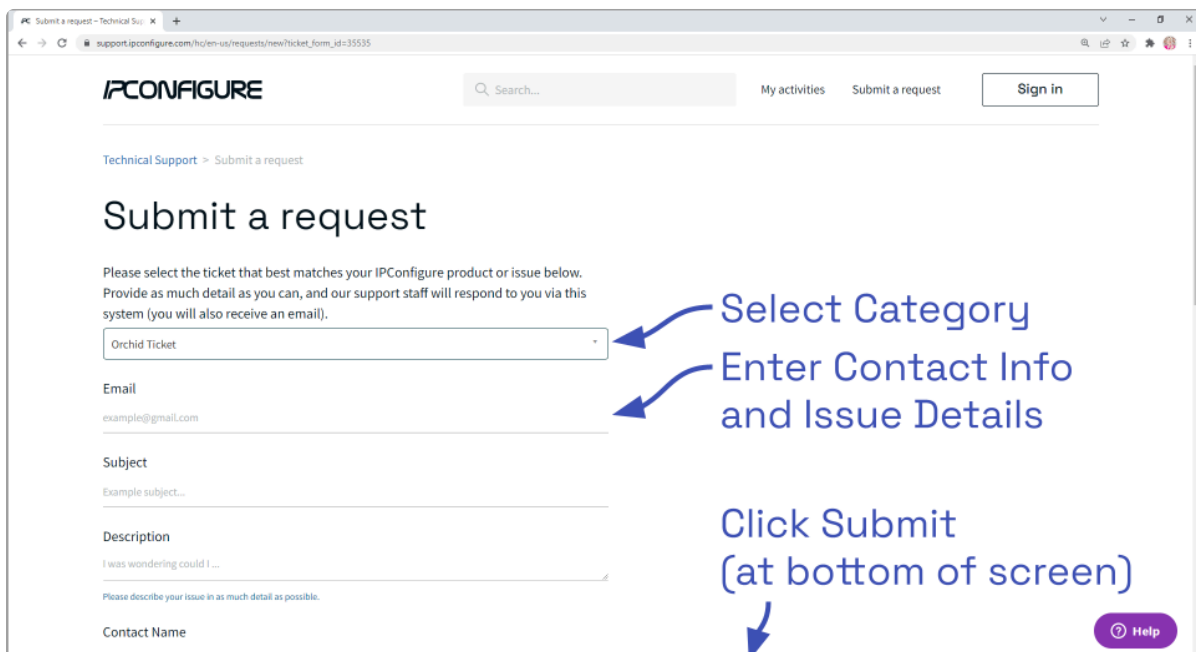 Submit a request – Technical Sup
support.ipconfigure.com/hc/en-us/requests/new?ticket_form_id=35535
IPCONFIGURE
Search...
My activities
Submit a request
Sign in
Technical Support > Submit a request
Submit a request
Please select the ticket that best matches your IPConfigure product or issue below.
Provide as much detail as you can, and our support staff will respond to you via this
system (you will also receive an email).
Orchid Ticket
Select Category
Email
example@gmail.com
Enter Contact Info
and Issue Details
Subject
Example subject...
Description
I was wondering could I ...
Please describe your issue in as much detail as possible.
Click Submit
(at bottom of screen)
Contact Name
Help